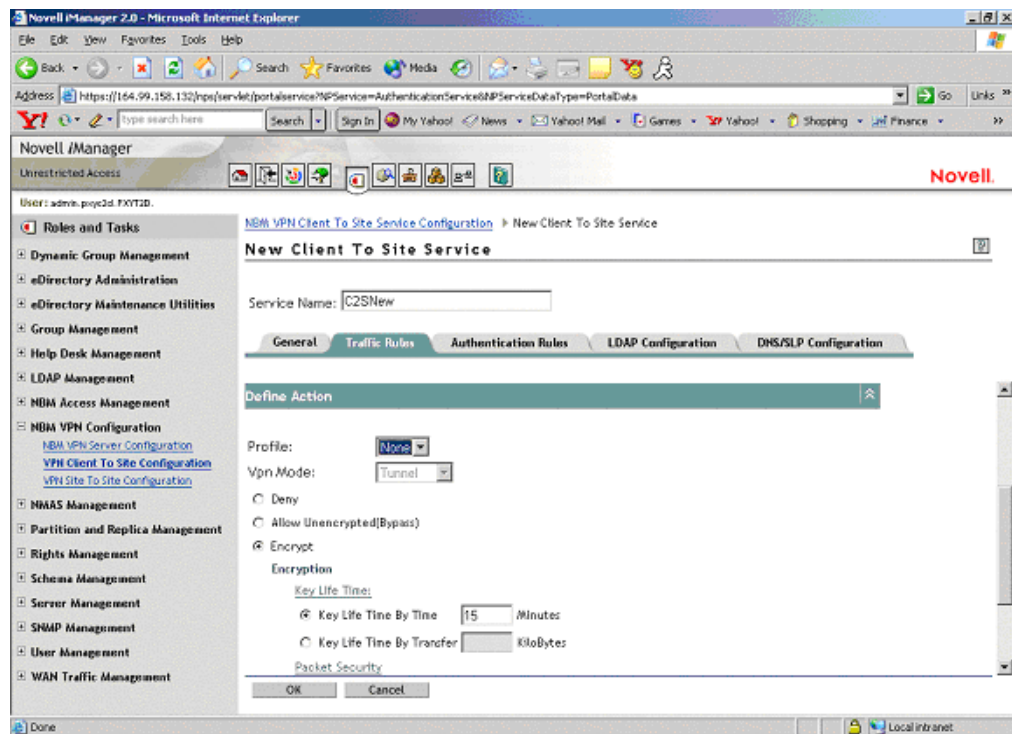 Novell iManager 2.0 - Microsoft Internet Explorer
File Edit View Favorites Tools Help
Back Search Favorites Media
Address https://164.99.158.132/nps/servlet/portalservice?NPService=AuthenticationService&NPServiceDataType=PortalData Go Links »
Y! type search here Search Sign In My Yahoo! News Yahoo! Mail Games Yahoo! Shopping Finance »
Novell iManager
Unrestricted Access
Novell.
User: admin.pxyc2d.PXYT2D.
Roles and Tasks
Dynamic Group Management
eDirectory Administration
eDirectory Maintenance Utilities
Group Management
Help Desk Management
LDAP Management
NBM Access Management
NBM VPN Configuration
NBM VPN Server Configuration
VPN Client To Site Configuration
VPN Site To Site Configuration
NMAS Management
Partition and Replica Management
Rights Management
Schema Management
Server Management
SNMP Management
User Management
WAN Traffic Management
NBM VPN Client To Site Service Configuration New Client To Site Service
New Client To Site Service
?
Service Name: C2SNew
General Traffic Rules Authentication Rules LDAP Configuration DNS/SLP Configuration
Define Action
Profile: None
Vpn Mode: Tunnel
Deny
Allow Unencrypted(Bypass)
Encrypt
Encryption
Key Life Time:
Key Life Time By Time 15 Minutes
Key Life Time By Transfer KiloBytes
Packet Security
OK Cancel
Done Local intranet